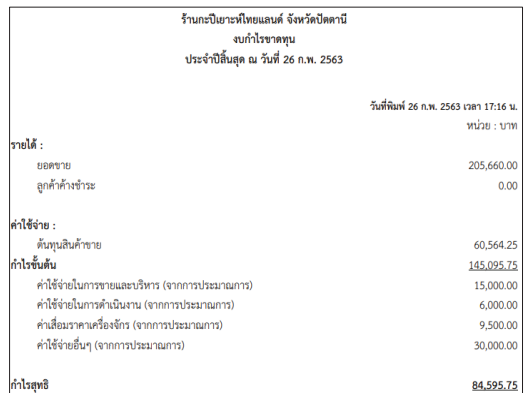 ร้านกะปิเยาะห์ไทยแลนด์ จังหวัดปัตตานี
งบกำไรขาดทุน
ประจำปีสิ้นสุด ณ วันที่ 26 ก.พ. 2563
วันที่พิมพ์ 26 ก.พ. 2563 เวลา 17:16 น.
หน่วย : บาท
รายได้ :
ยอดขาย 205,660.00
ลูกค้าค้างชำระ 0.00
ค่าใช้จ่าย :
ต้นทุนสินค้าขาย 60,564.25
กำไรขั้นต้น 145,095.75
ค่าใช้จ่ายในการขายและบริหาร (จากการประมาณการ) 15,000.00
ค่าใช้จ่ายในการดำเนินงาน (จากการประมาณการ) 6,000.00
ค่าเสื่อมราคาเครื่องจักร (จากการประมาณการ) 9,500.00
ค่าใช้จ่ายอื่นๆ (จากการประมาณการ) 30,000.00
กำไรสุทธิ 84,595.75